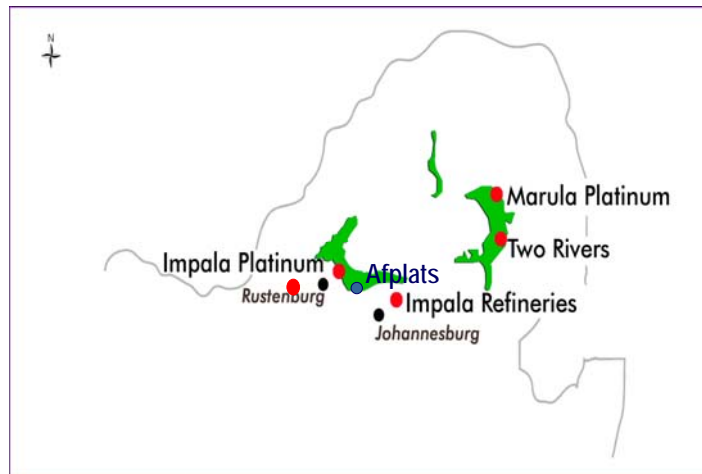 N
Marula Platinum
Two Rivers
Impala Platinum
Afplats
Rustenburg
Impala Refineries
Johannesburg